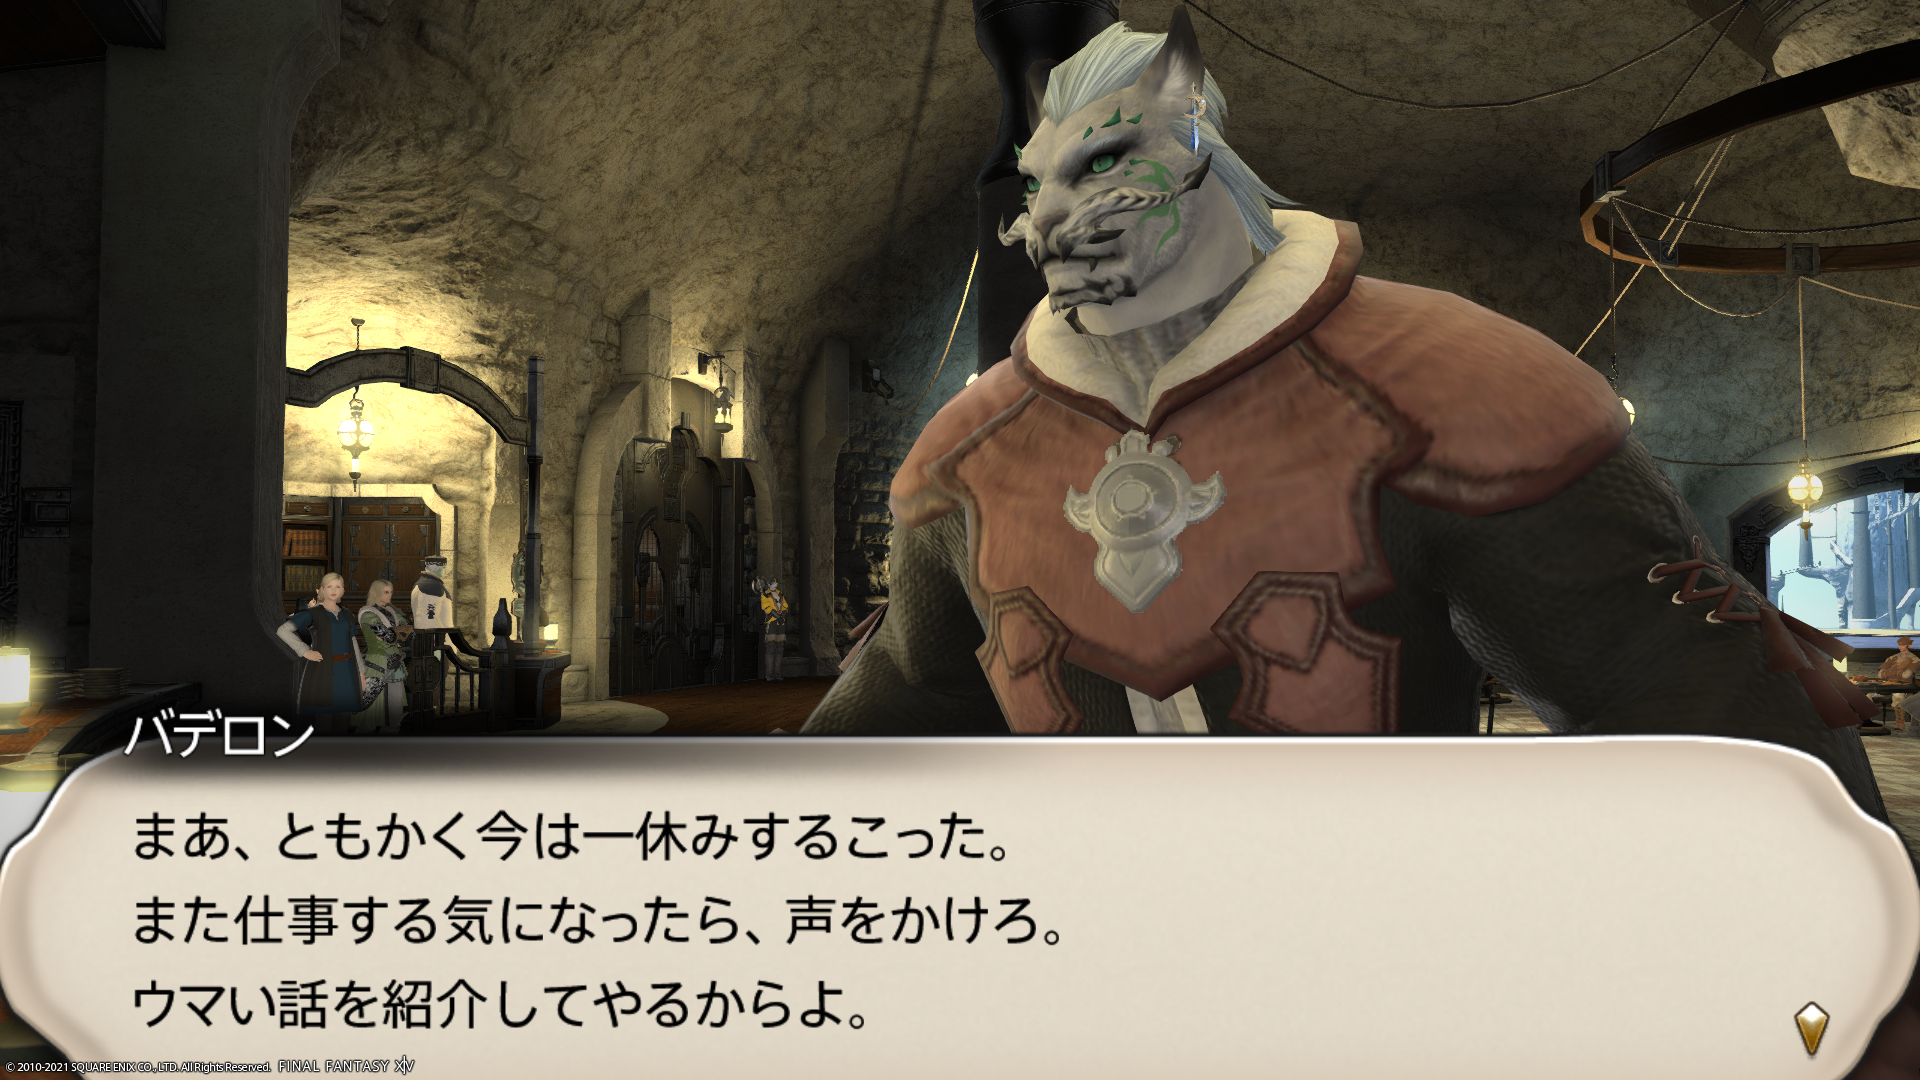 バデロン
まあ、ともかく今は一休みするこった。
また仕事する気になったら、声をかけろ。
ウマい話を紹介してやるからよ。
© 2010-2021 SQUARE ENIX CO., LTD. All Rights Reserved. FINAL FANTASY XIV